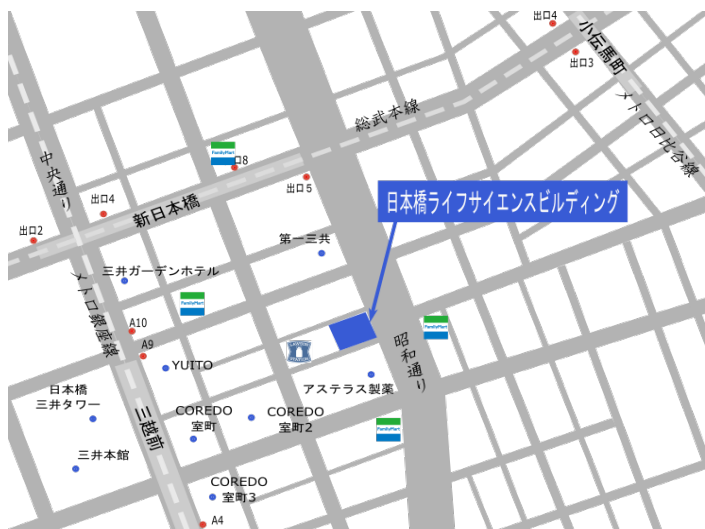 出口4
小伝馬町
出口3
総武本線
メトロ日比谷線
中央通り
FamilyMart
口8
出口5
出口4
新日本橋
日本橋ライフサイエンスビルディング
出口2
第一三共
三井ガーデンホテル
メトロ銀座線
FamilyMart
A10
FamilyMart
昭和通り
A9
LAWSON
YUITO
アステラス製薬
日本橋
三井タワー
三越前
COREDO
室町
COREDO
室町2
FamilyMart
三井本館
COREDO
室町3
A4